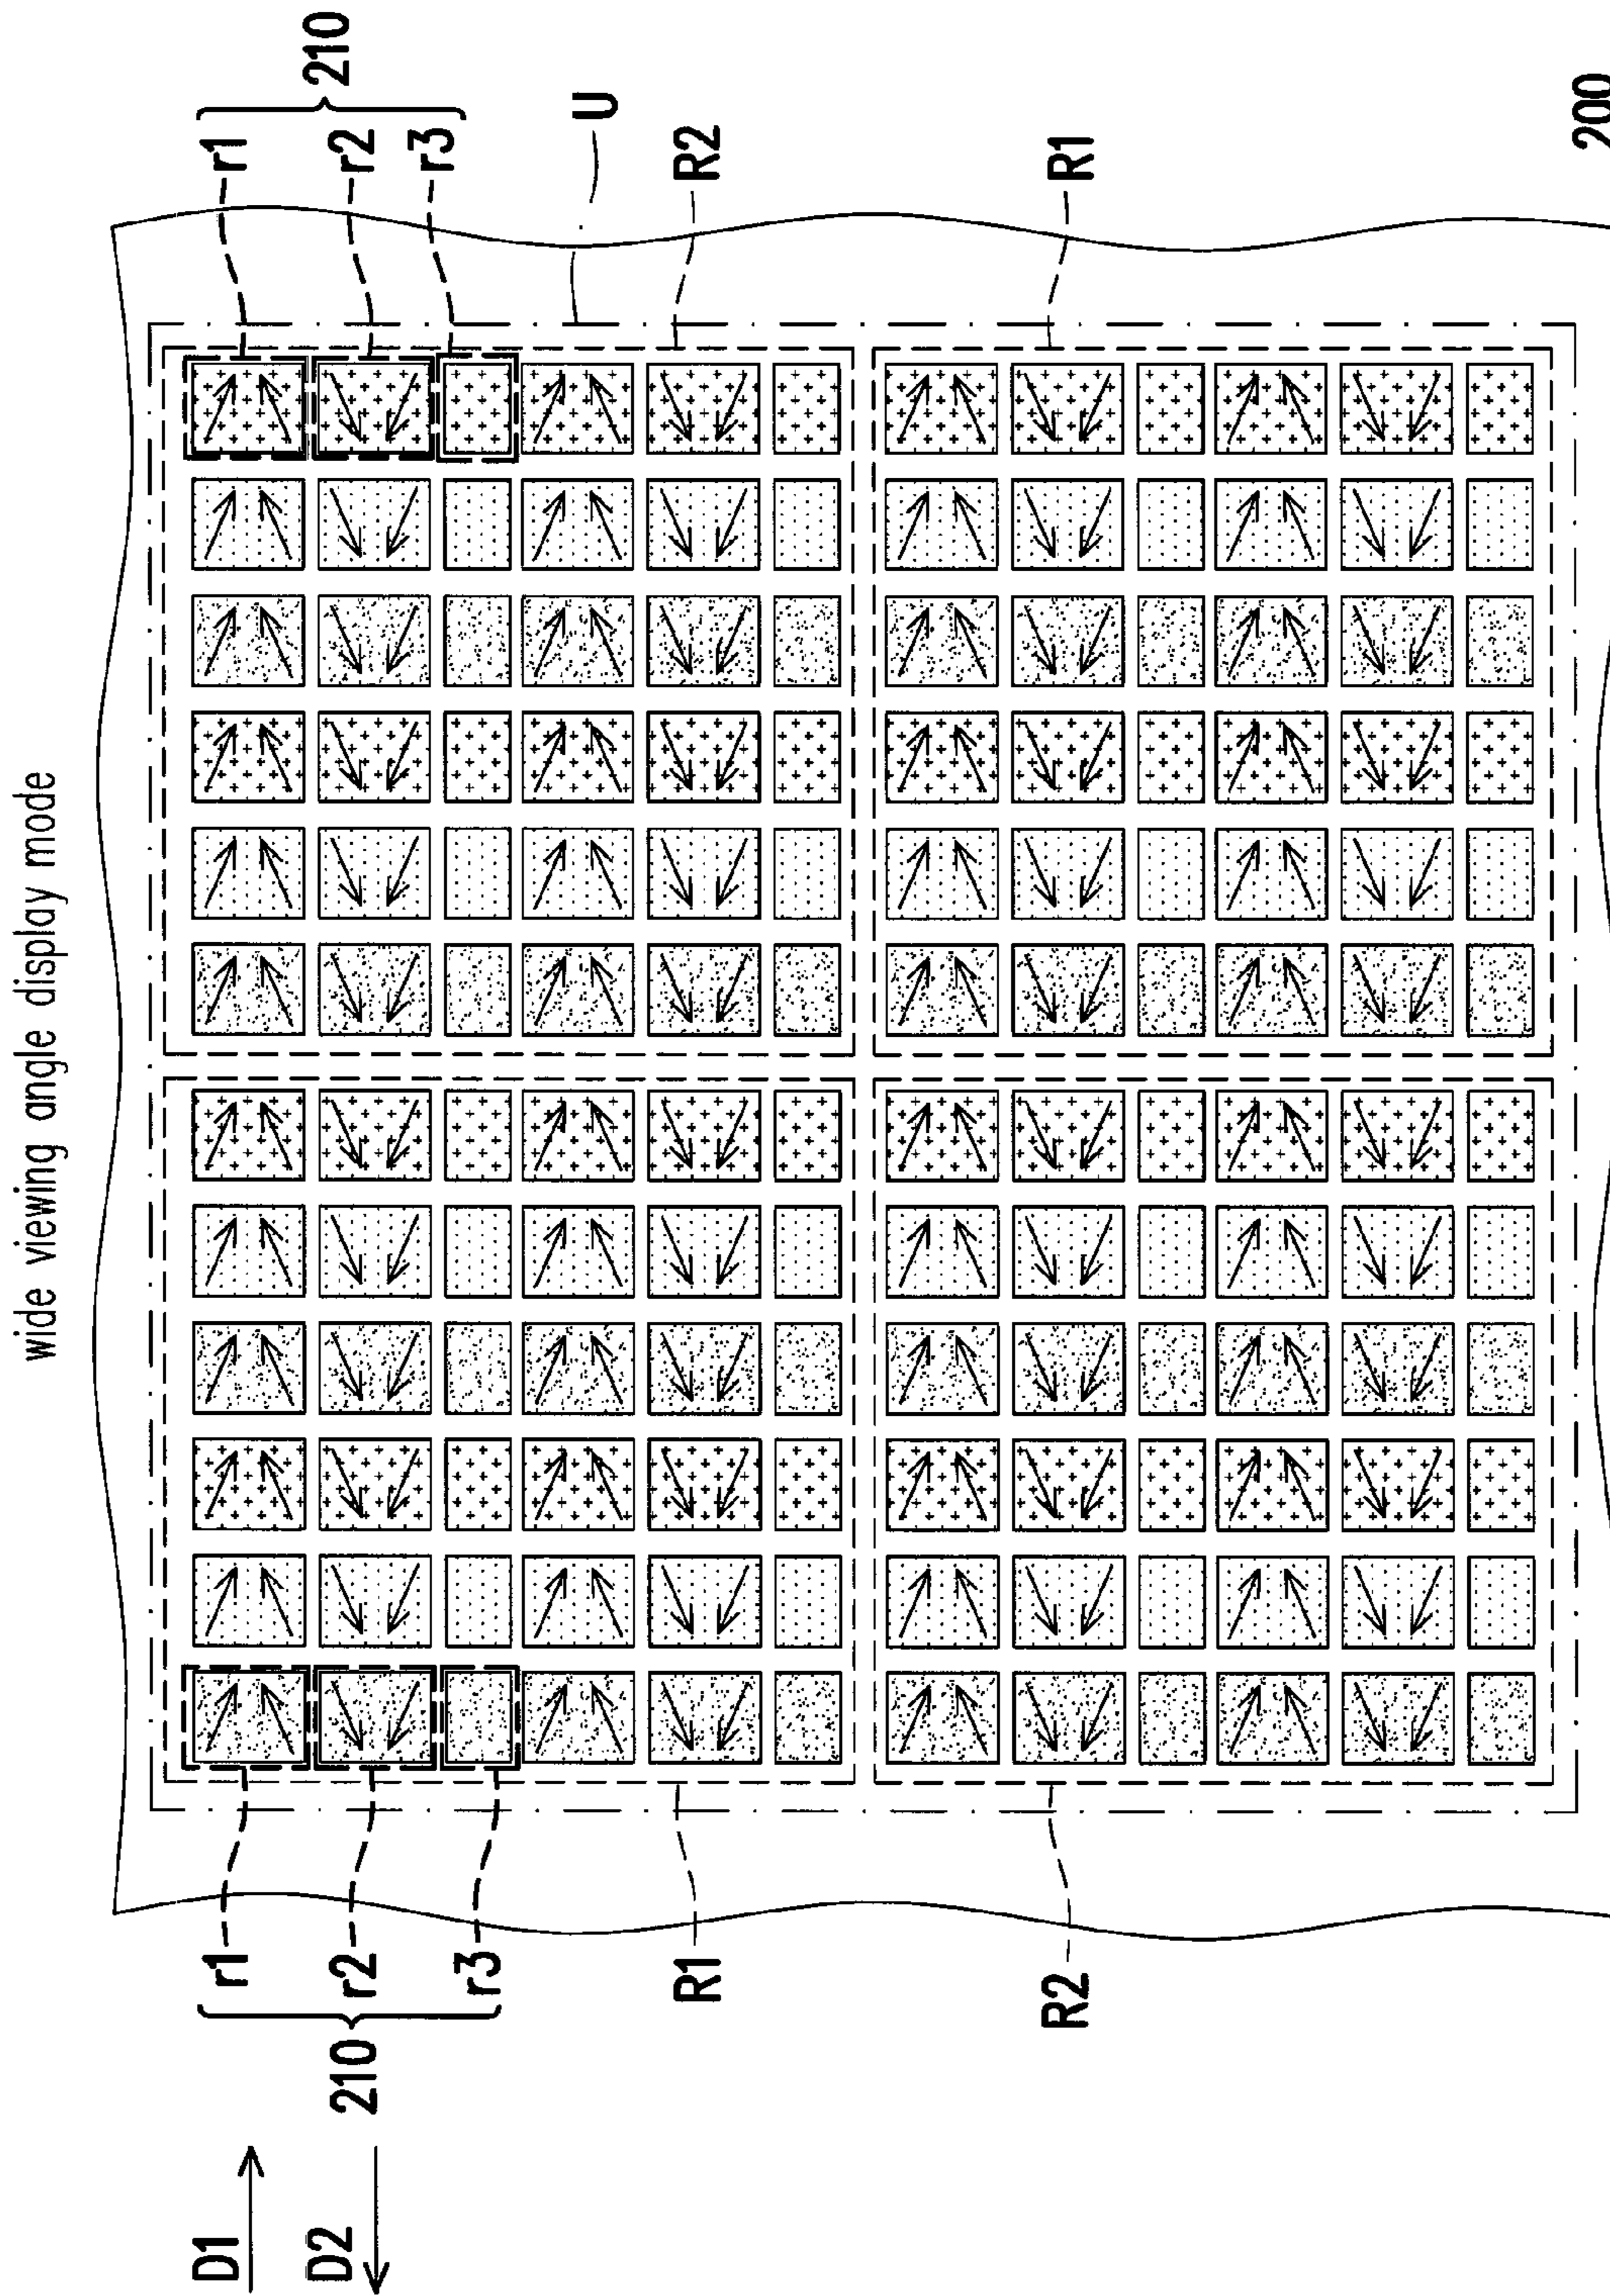 wide viewing angle display mode
D1
D2
210
r1
r2
r3
R1
R2
r1
r2
r3
210
U
R2
R1
200